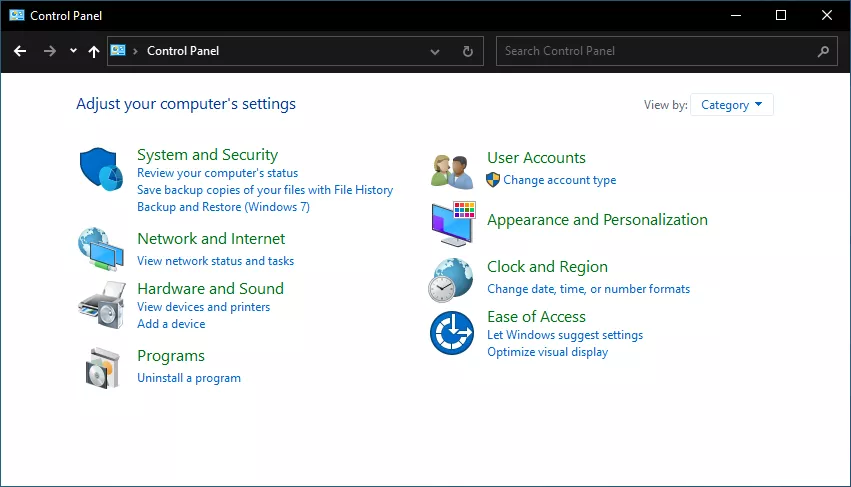 Control Panel
Control Panel
Search Control Panel
Adjust your computer's settings
View by: Category
System and Security
Review your computer's status
Save backup copies of your files with File History
Backup and Restore (Windows 7)
Network and Internet
View network status and tasks
Hardware and Sound
View devices and printers
Add a device
Programs
Uninstall a program
User Accounts
Change account type
Appearance and Personalization
Clock and Region
Change date, time, or number formats
Ease of Access
Let Windows suggest settings
Optimize visual display